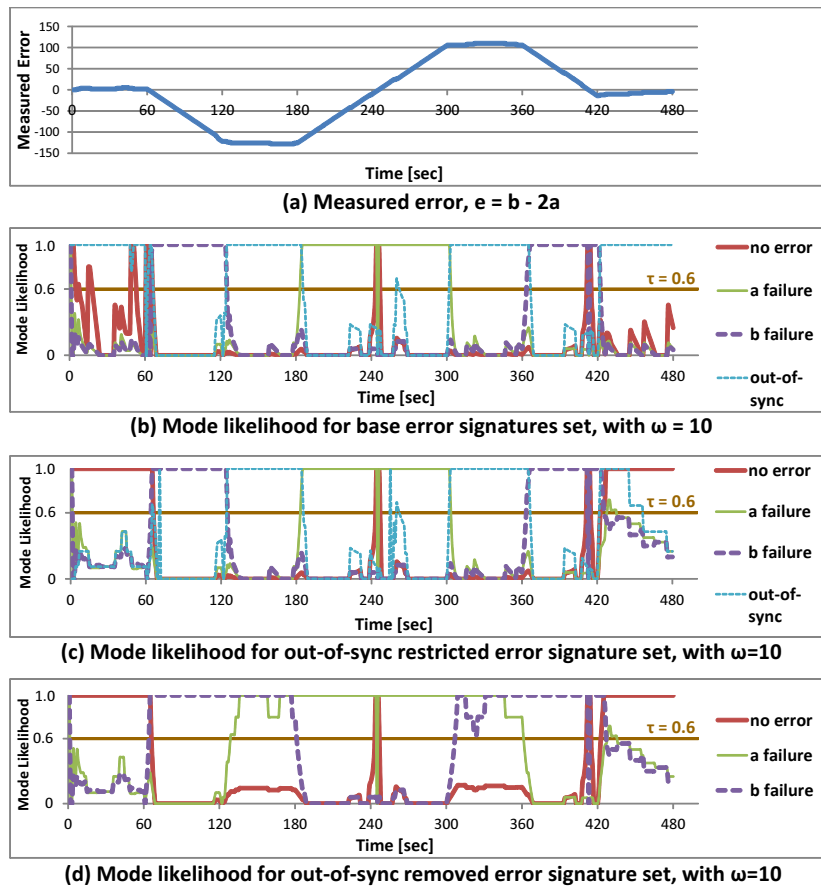 150
100
50
0
-50
-100
-150
Measured Error
0 60 120 180 240 300 360 420 480
Time [sec]
(a) Measured error, e = b - 2a
1.0
0.6
0
Mode Likelihood
τ = 0.6
0 60 120 180 240 300 360 420 480
Time [sec]
no error
a failure
b failure
out-of-
sync
(b) Mode likelihood for base error signatures set, with ω = 10
1.0
0.6
0
Mode Likelihood
τ = 0.6
0 60 120 180 240 300 360 420 480
Time [sec]
no error
a failure
b failure
out-of-
sync
(c) Mode likelihood for out-of-sync restricted error signature set, with ω=10
1.0
0.6
0
Mode Likelihood
τ = 0.6
0 60 120 180 240 300 360 420 480
Time [sec]
no error
a failure
b failure
(d) Mode likelihood for out-of-sync removed error signature set, with ω=10